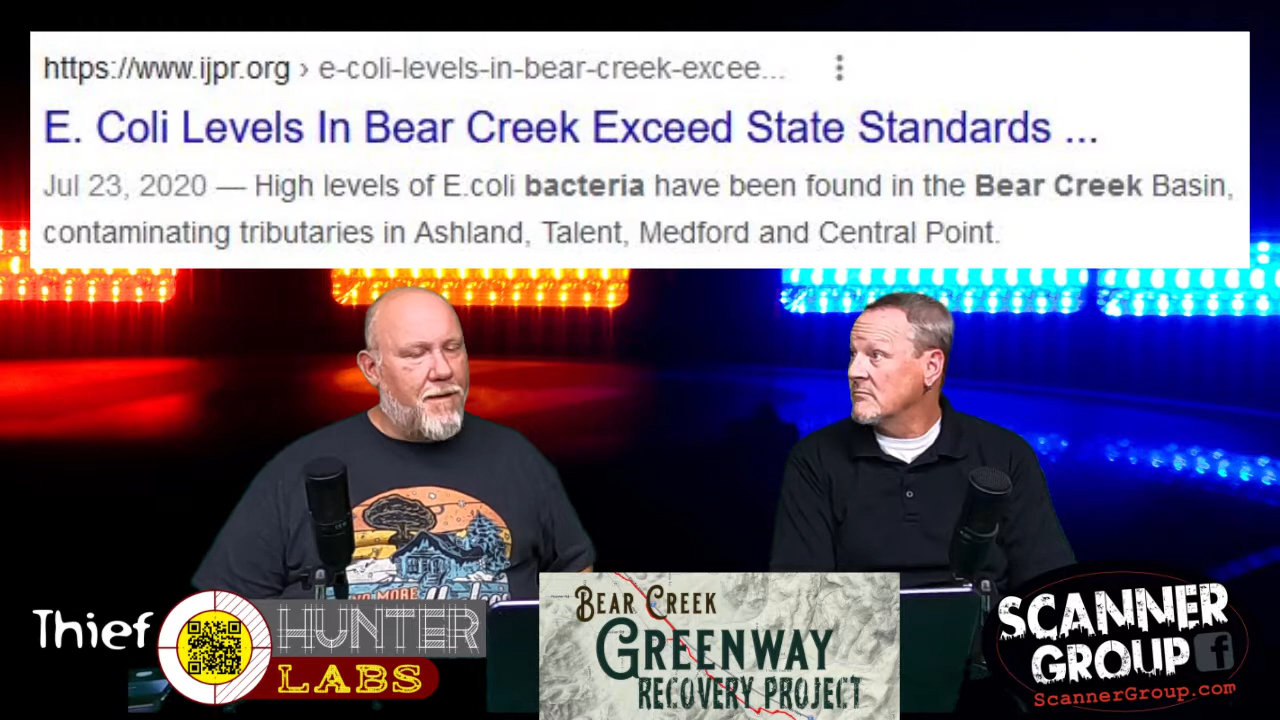 https://www.ijpr.org › e-coli-levels-in-bear-creek-excee...
E. Coli Levels In Bear Creek Exceed State Standards ...
Jul 23, 2020 — High levels of E.coli bacteria have been found in the Bear Creek Basin,
contaminating tributaries in Ashland, Talent, Medford and Central Point.
NO MORE
Thief HUNTER
LABS
BEAR CREEK
GREENWAY
RECOVERY PROJECT
SCANNER
GROUP f
ScannerGroup.com